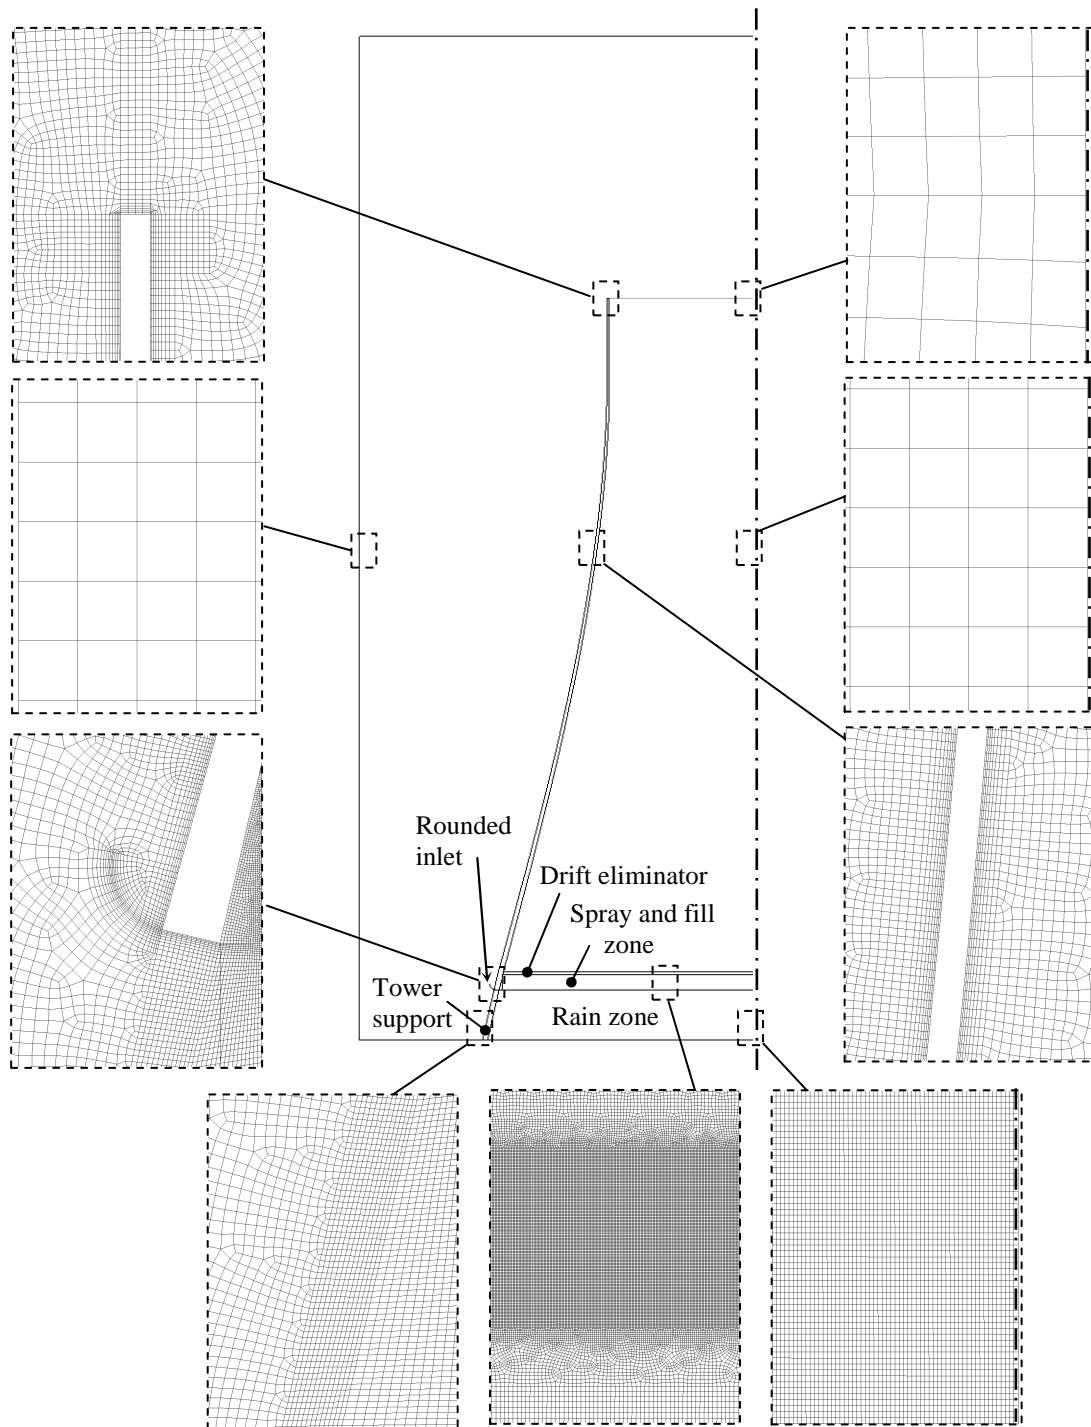 Rounded
inlet
Drift eliminator
Spray and fill
zone
Tower
support
Rain zone